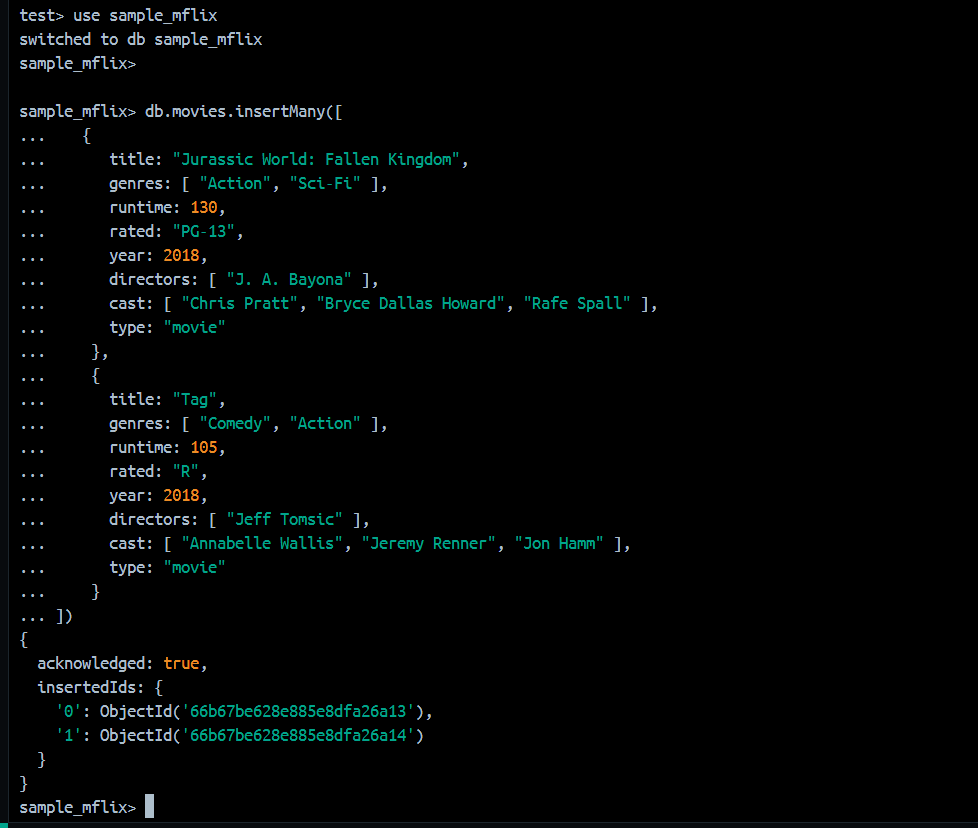 test> use sample_mflix
switched to db sample_mflix
sample_mflix>
sample_mflix> db.movies.insertMany([
...    {
...       title: "Jurassic World: Fallen Kingdom",
...       genres: [ "Action", "Sci-Fi" ],
...       runtime: 130,
...       rated: "PG-13",
...       year: 2018,
...       directors: [ "J. A. Bayona" ],
...       cast: [ "Chris Pratt", "Bryce Dallas Howard", "Rafe Spall" ],
...       type: "movie"
...     },
...     {
...       title: "Tag",
...       genres: [ "Comedy", "Action" ],
...       runtime: 105,
...       rated: "R",
...       year: 2018,
...       directors: [ "Jeff Tomsic" ],
...       cast: [ "Annabelle Wallis", "Jeremy Renner", "Jon Hamm" ],
...       type: "movie"
...     }
... ])
{
  acknowledged: true,
  insertedIds: {
    '0': ObjectId('66b67be628e885e8dfa26a13'),
    '1': ObjectId('66b67be628e885e8dfa26a14')
  }
}
sample_mflix>